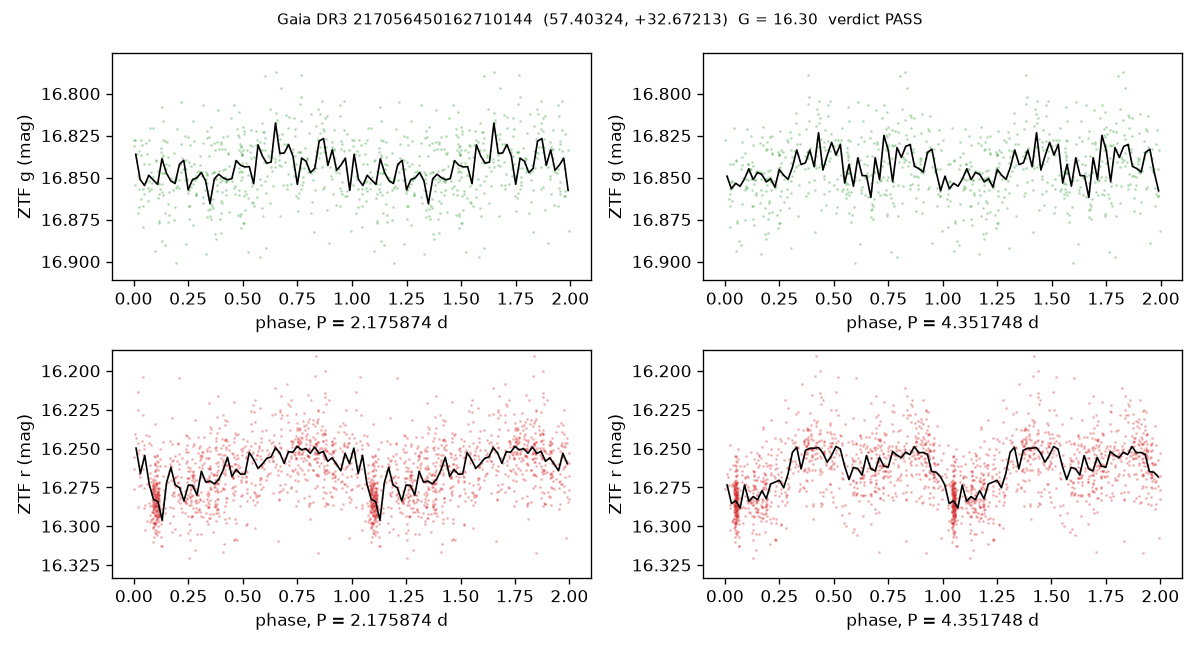 Gaia DR3 217056450162710144  (57.40324, +32.67213)  G = 16.30  verdict PASS
ZTF g (mag)
16.800
16.825
16.850
16.875
16.900
0.00 0.25 0.50 0.75 1.00 1.25 1.50 1.75 2.00
phase, P = 2.175874 d
ZTF g (mag)
16.800
16.825
16.850
16.875
16.900
0.00 0.25 0.50 0.75 1.00 1.25 1.50 1.75 2.00
phase, P = 4.351748 d
ZTF r (mag)
16.200
16.225
16.250
16.275
16.300
16.325
0.00 0.25 0.50 0.75 1.00 1.25 1.50 1.75 2.00
phase, P = 2.175874 d
ZTF r (mag)
16.200
16.225
16.250
16.275
16.300
16.325
0.00 0.25 0.50 0.75 1.00 1.25 1.50 1.75 2.00
phase, P = 4.351748 d